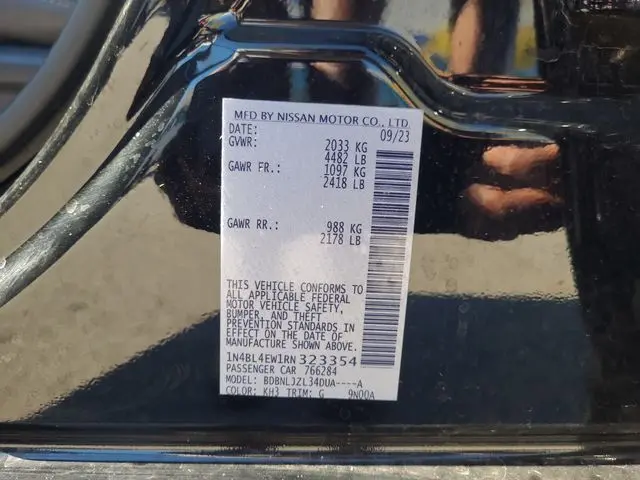 MFD BY NISSAN MOTOR CO., LTD.
DATE: 09/23
GVWR: 2033 KG
4482 LB
GAWR FR.: 1097 KG
2418 LB
GAWR RR.: 988 KG
2178 LB
THIS VEHICLE CONFORMS TO
ALL APPLICABLE FEDERAL
MOTOR VEHICLE SAFETY,
BUMPER, AND THEFT
PREVENTION STANDARDS IN
EFFECT ON THE DATE OF
MANUFACTURE SHOWN ABOVE.
1N4BL4EW1RN323354
PASSENGER CAR 766284
MODEL: BDBNLJZL34DUA----A
COLOR: KH3 TRIM: G 9N00A